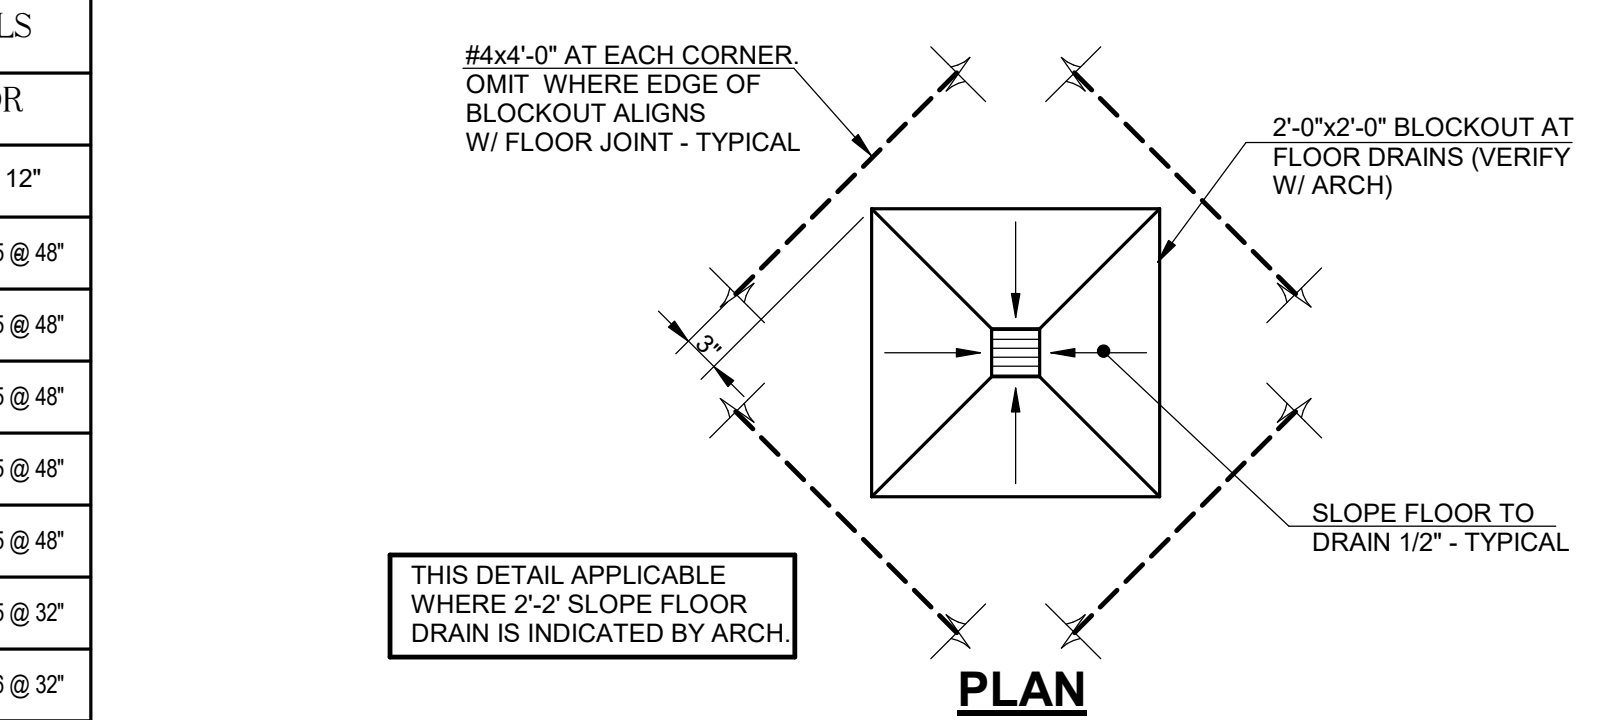 LS
OR
12"
5 @ 48"
5 @ 48"
5 @ 48"
5 @ 48"
5 @ 48"
5 @ 32"
6 @ 32"
#4x4'-0" AT EACH CORNER.
OMIT WHERE EDGE OF
BLOCKOUT ALIGNS
W/ FLOOR JOINT - TYPICAL
2'-0"x2'-0" BLOCKOUT AT
FLOOR DRAINS (VERIFY
W/ ARCH)
3"
SLOPE FLOOR TO
DRAIN 1/2" - TYPICAL
THIS DETAIL APPLICABLE
WHERE 2'-2' SLOPE FLOOR
DRAIN IS INDICATED BY ARCH.
PLAN